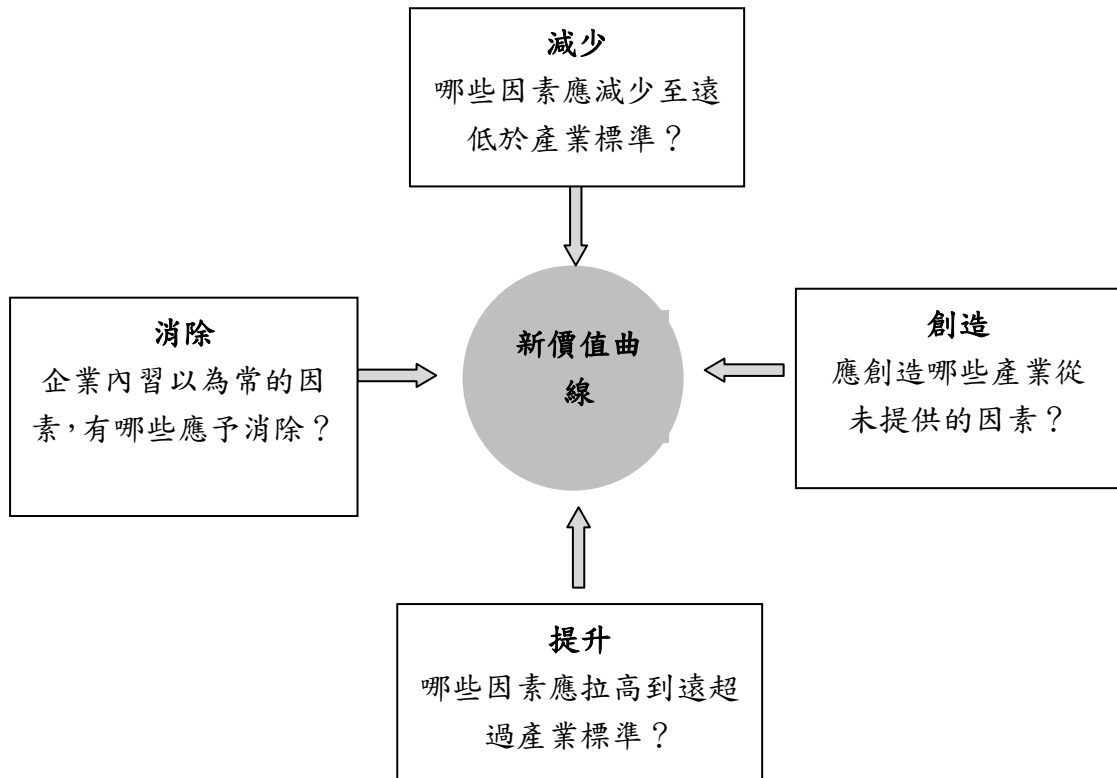 減少
哪些因素應減少至遠
低於產業標準？
消除
企業內習以為常的因
素，有哪些應予消除？
新價值曲
線
創造
應創造哪些產業從
未提供的因素？
提升
哪些因素應拉高到遠超
過產業標準？